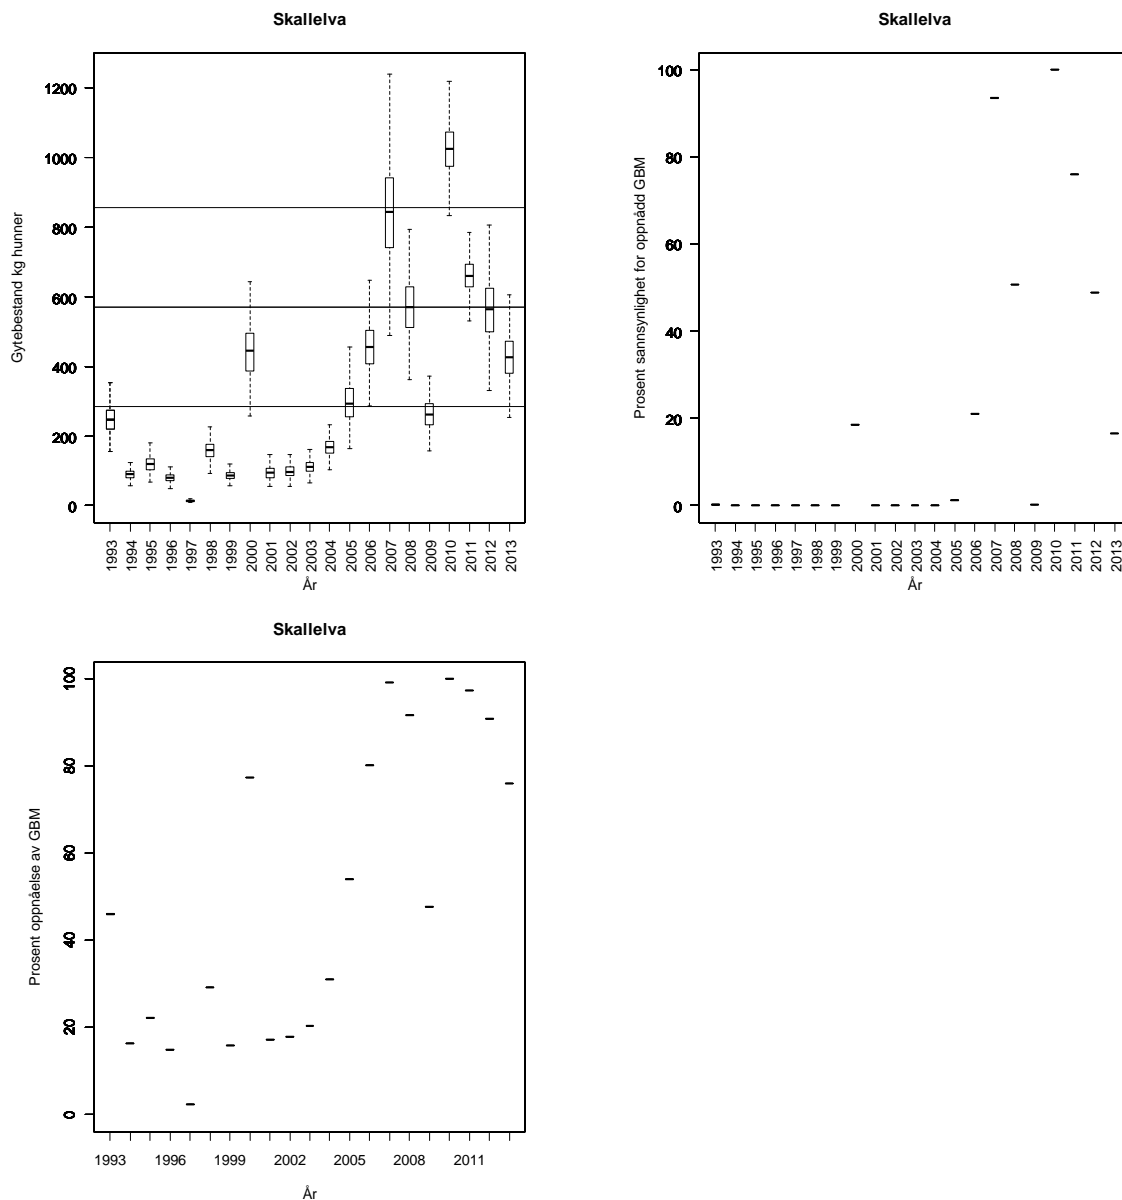 Skallelva
1200
1000
800
600
400
200
0
Gytebestand kg hunner
1993 1994 1995 1996 1997 1998 1999 2000 2001 2002 2003 2004 2005 2006 2007 2008 2009 2010 2011 2012 2013
År
Skallelva
100
80
60
40
20
0
Prosent sannsynlighet for oppnådd GBM
1993 1994 1995 1996 1997 1998 1999 2000 2001 2002 2003 2004 2005 2006 2007 2008 2009 2010 2011 2012 2013
År
Skallelva
100
80
60
40
20
0
Prosent oppnåelse av GBM
1993 1996 1999 2002 2005 2008 2011
År